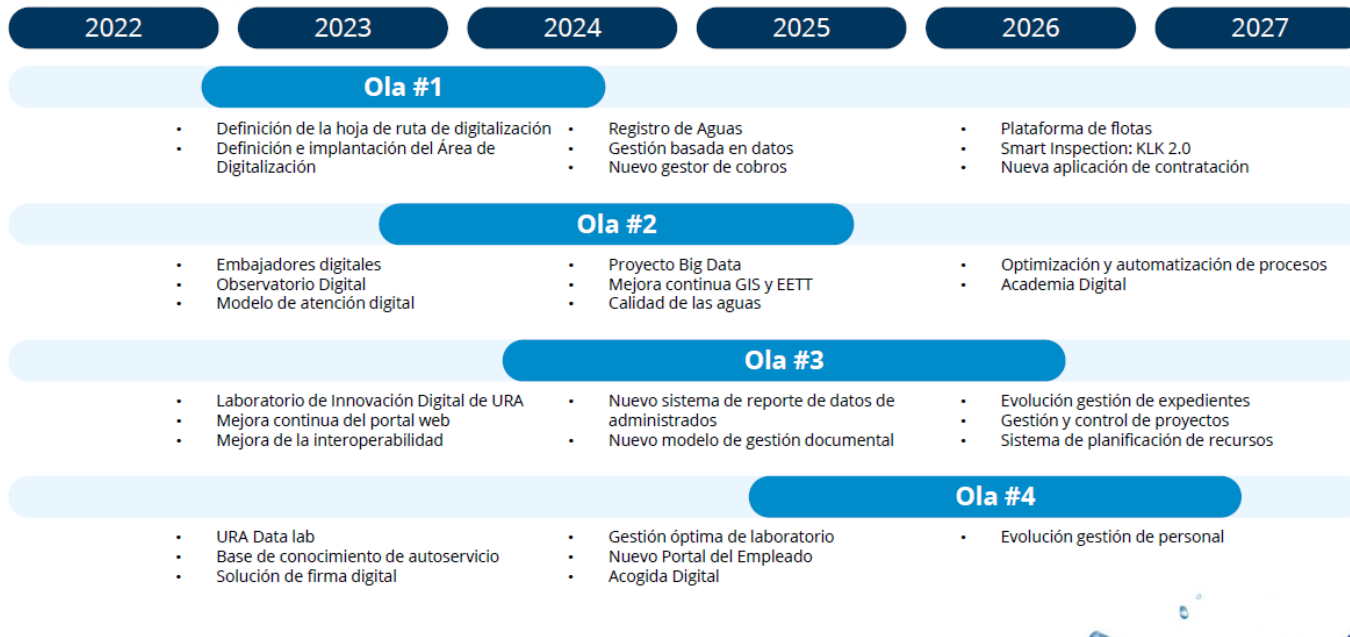 2022 2023 2024 2025 2026 2027
Ola #1
• Definición de la hoja de ruta de digitalización
• Definición e implantación del Área de
Digitalización
• Registro de Aguas
• Gestión basada en datos
• Nuevo gestor de cobros
• Plataforma de flotas
• Smart Inspection: KLK 2.0
• Nueva aplicación de contratación
Ola #2
• Embajadores digitales
• Observatorio Digital
• Modelo de atención digital
• Proyecto Big Data
• Mejora continua GIS y EETT
• Calidad de las aguas
• Optimización y automatización de procesos
• Academia Digital
Ola #3
• Laboratorio de Innovación Digital de URA
• Mejora continua del portal web
• Mejora de la interoperabilidad
• Nuevo sistema de reporte de datos de
administrados
• Nuevo modelo de gestión documental
• Evolución gestión de expedientes
• Gestión y control de proyectos
• Sistema de planificación de recursos
Ola #4
• URA Data lab
• Base de conocimiento de autoservicio
• Solución de firma digital
• Gestión óptima de laboratorio
• Nuevo Portal del Empleado
• Acogida Digital
• Evolución gestión de personal